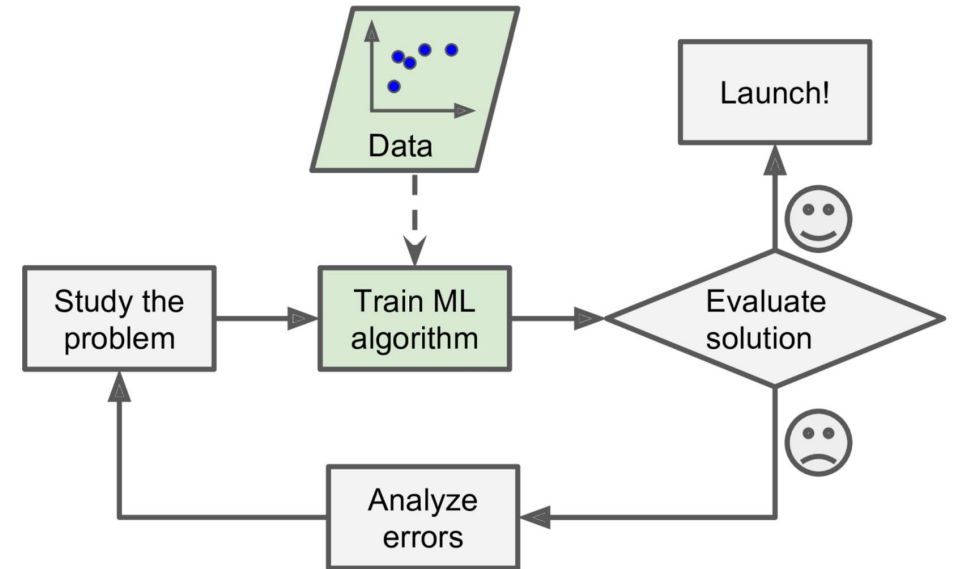 Data
Launch!
Study the
problem
Train ML
algorithm
Evaluate
solution
Analyze
errors